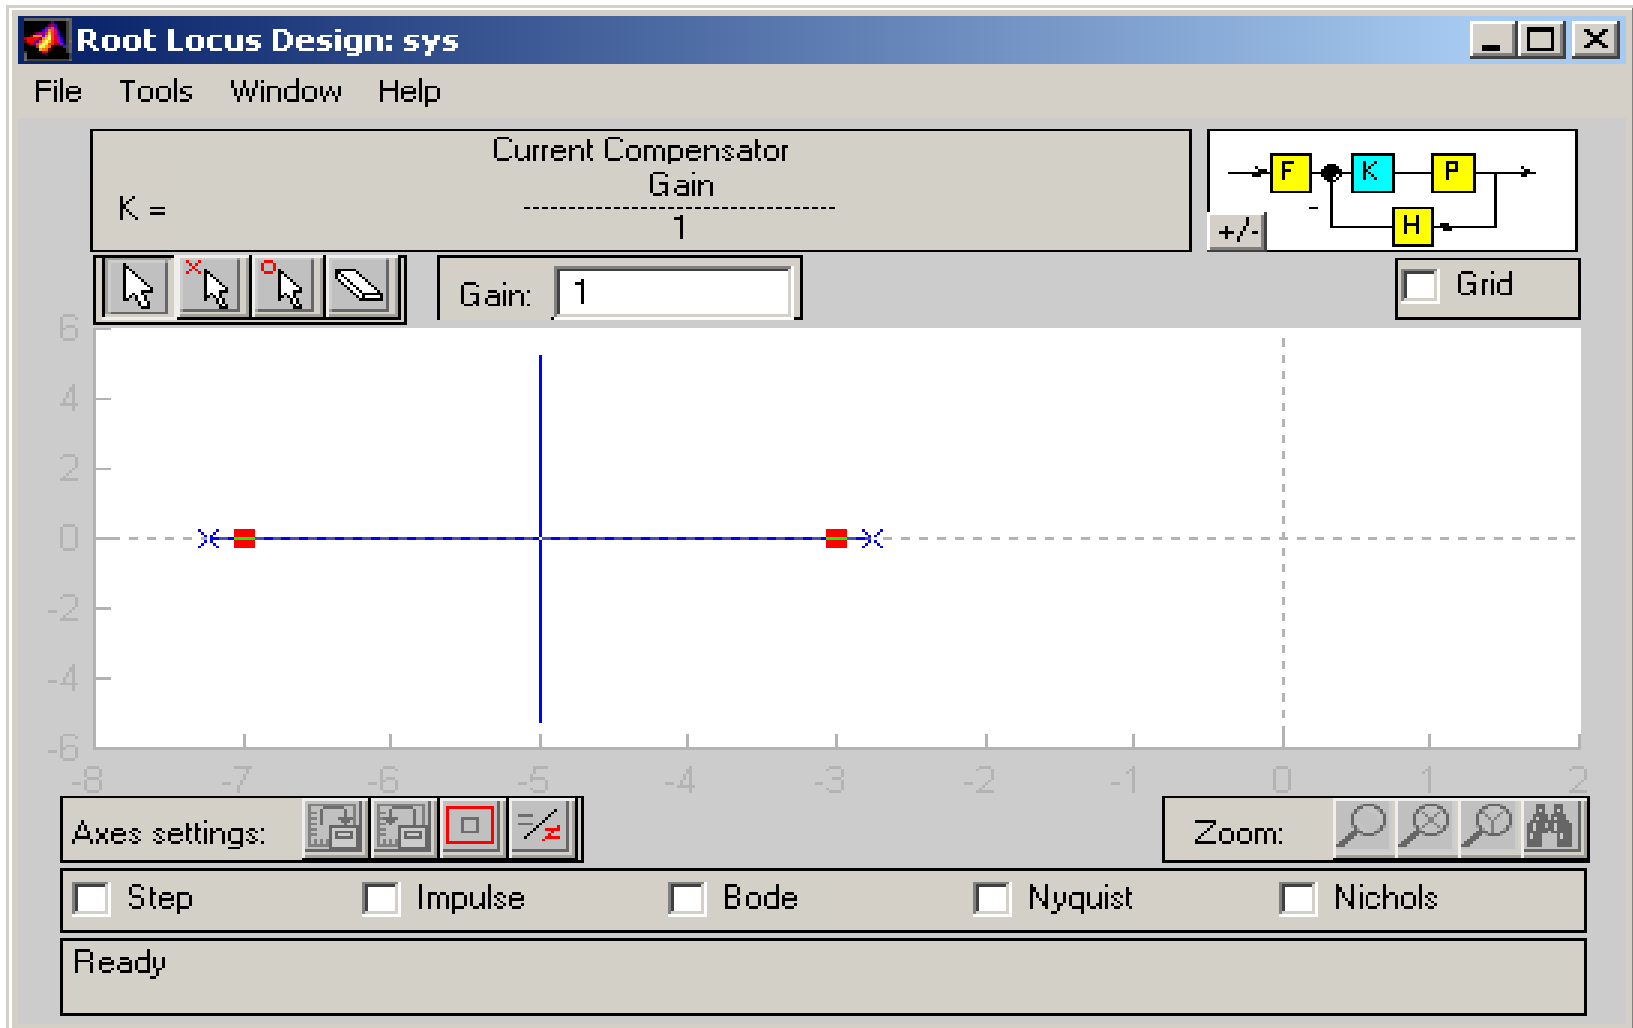 Root Locus Design: sys
File Tools Window Help
Current Compensator
Gain
K = --------------------------------
1
F K P
-
+/- H
Gain: 1
Grid
6
4
2
0
-2
-4
-6
-8 -7 -6 -5 -4 -3 -2 -1 0 1 2
Axes settings: Zoom:
Step Impulse Bode Nyquist Nichols
Ready